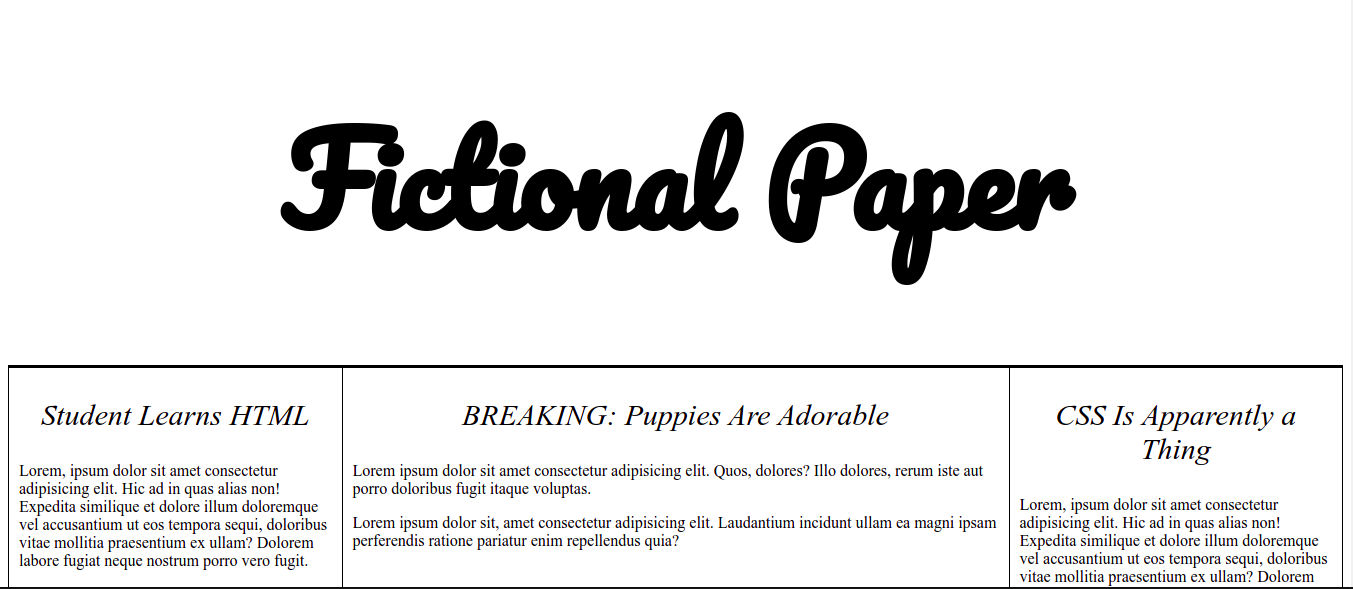 Fictional Paper
Student Learns HTML
Lorem, ipsum dolor sit amet consectetur
adipisicing elit. Hic ad in quas alias non!
Expedita similique et dolore illum doloremque
vel accusantium ut eos tempora sequi, doloribus
vitae mollitia praesentium ex ullam? Dolorem
labore fugiat neque nostrum porro vero fugit.
BREAKING: Puppies Are Adorable
Lorem ipsum dolor sit amet consectetur adipisicing elit. Quos, dolores? Illo dolores, rerum iste aut
porro doloribus fugit itaque voluptas.
Lorem ipsum dolor sit, amet consectetur adipisicing elit. Laudantium incidunt ullam ea magni ipsam
perferendis ratione pariatur enim repellendus quia?
CSS Is Apparently a
Thing
Lorem, ipsum dolor sit amet consectetur
adipisicing elit. Hic ad in quas alias non!
Expedita similique et dolore illum doloremque
vel accusantium ut eos tempora sequi, doloribus
vitae mollitia praesentium ex ullam? Dolorem